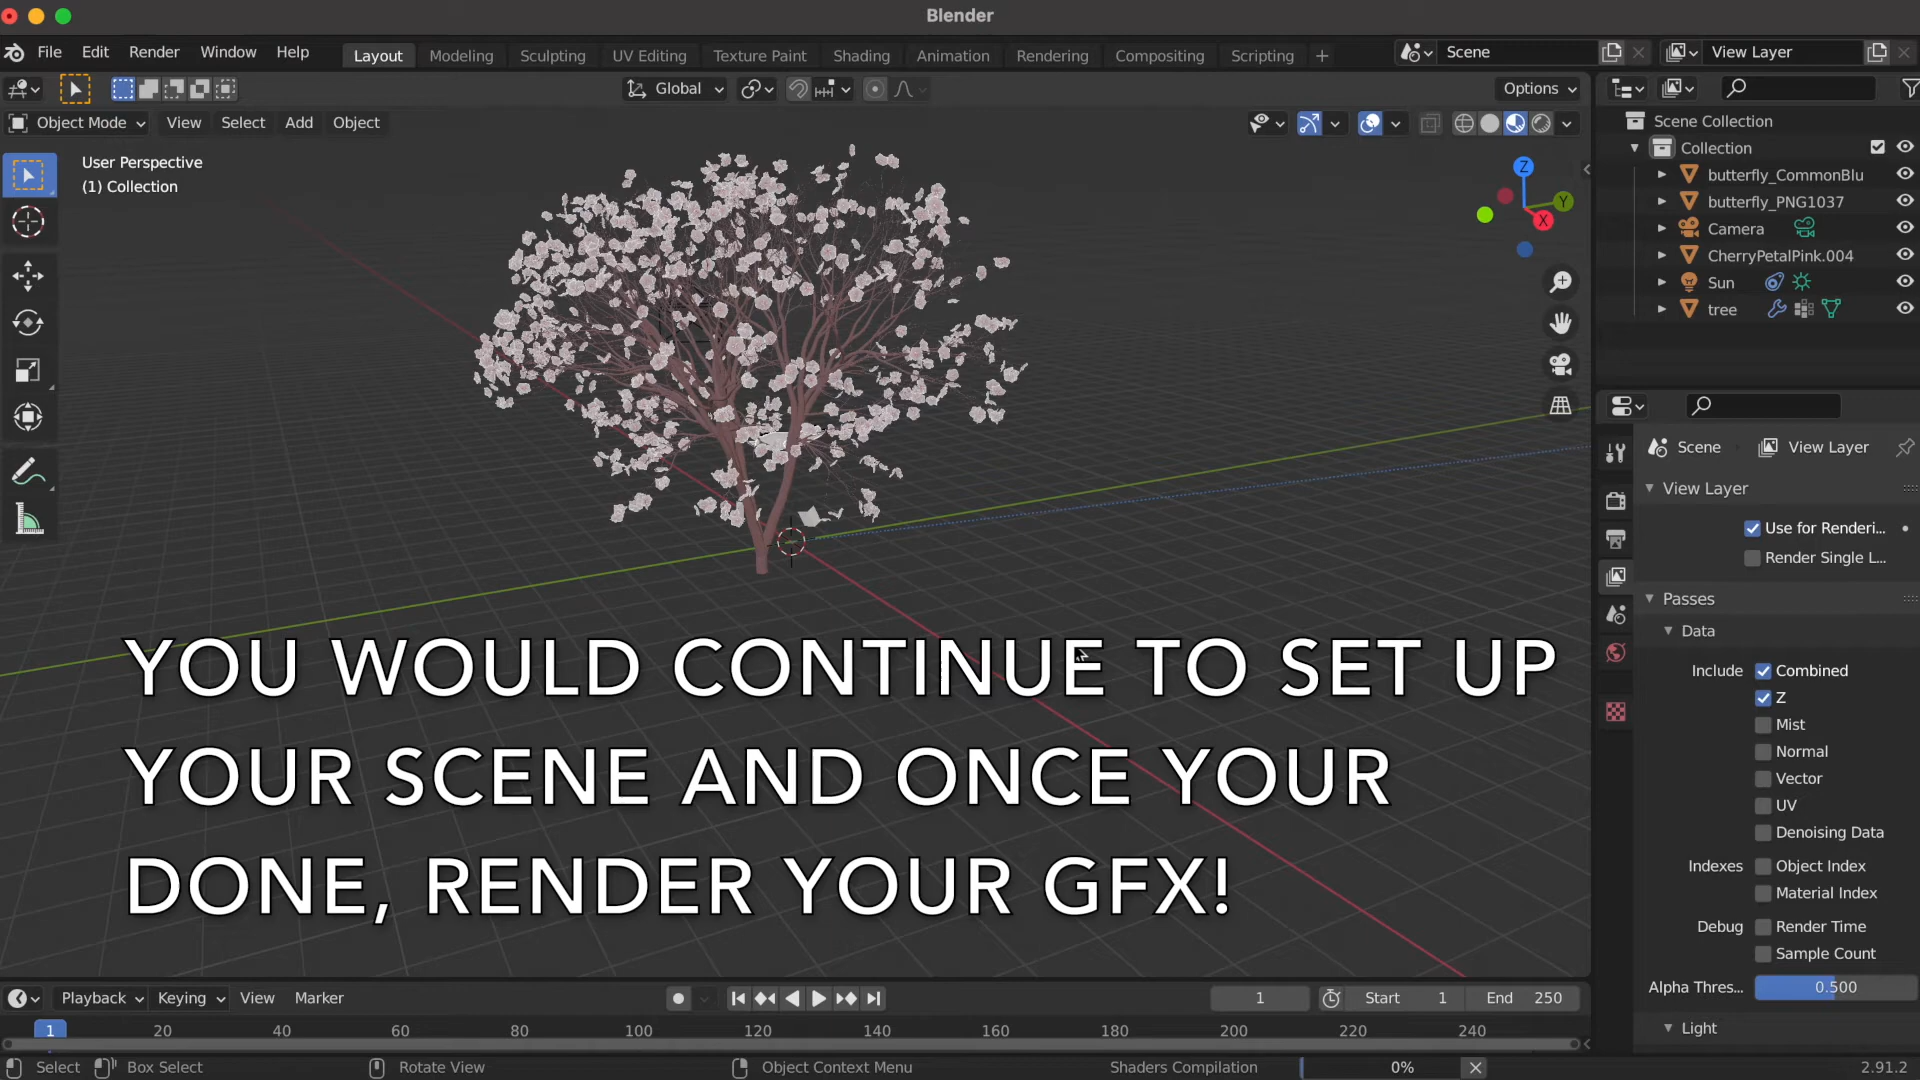 Blender
File Edit Render Window Help Layout Modeling Sculpting UV Editing Texture Paint Shading Animation Rendering Compositing Scripting + Scene View Layer
Global Options
Object Mode View Select Add Object
User Perspective
(1) Collection
Z
Y
X
Scene Collection
Collection
butterfly_CommonBlu
butterfly_PNG1037
Camera
CherryPetalPink.004
Sun
tree
Scene View Layer
View Layer
Use for Renderi...
Render Single L...
Passes
Data
Include Combined
Z
Mist
Normal
Vector
UV
Denoising Data
Indexes Object Index
Material Index
Debug Render Time
Sample Count
Alpha Thres... 0.500
Light
YOU WOULD CONTINUE TO SET UP
YOUR SCENE AND ONCE YOUR
DONE, RENDER YOUR GFX!
Playback Keying View Marker 1 Start 1 End 250
1 20 40 60 80 100 120 140 160 180 200 220 240
Select Box Select Rotate View Object Context Menu Shaders Compilation 0% 2.91.2